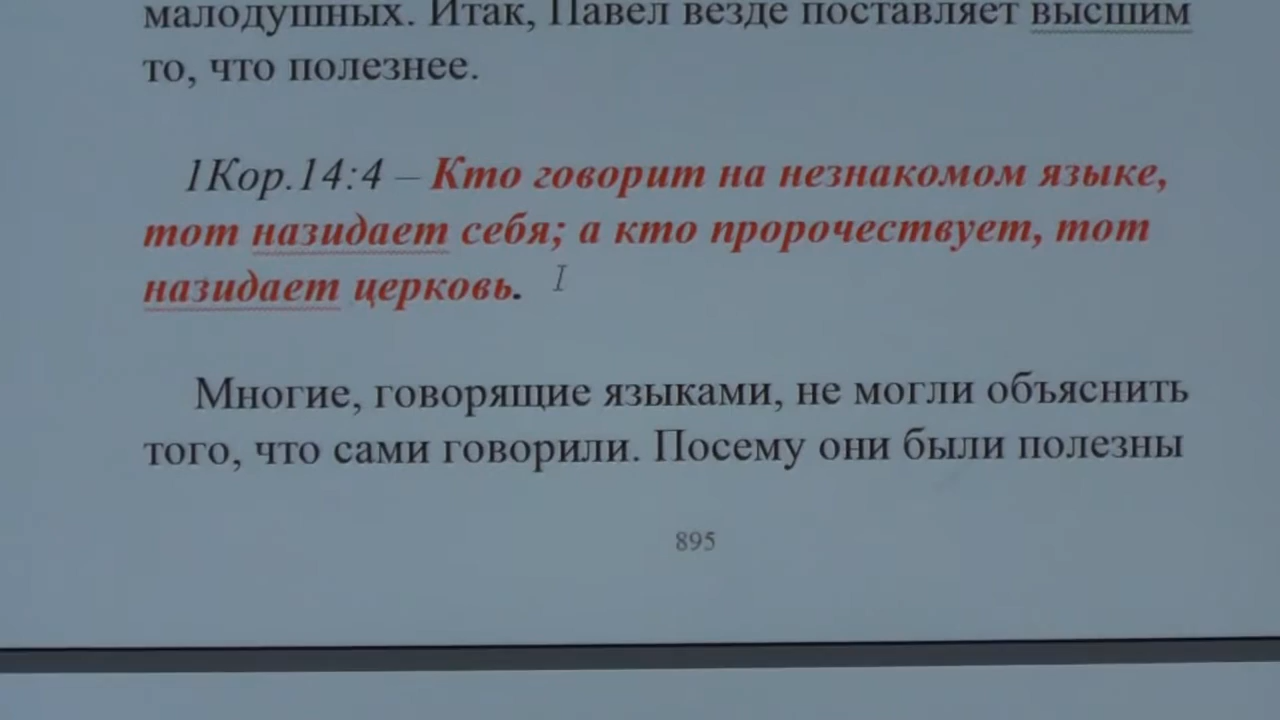 малодушных. Итак, Павел везде поставляет высшим
то, что полезнее.
1Кор.14:4 – Кто говорит на незнакомом языке,
тот назидает себя; а кто пророчествует, тот
назидает церковь.
Многие, говорящие языками, не могли объяснить
того, что сами говорили. Посему они были полезны
895